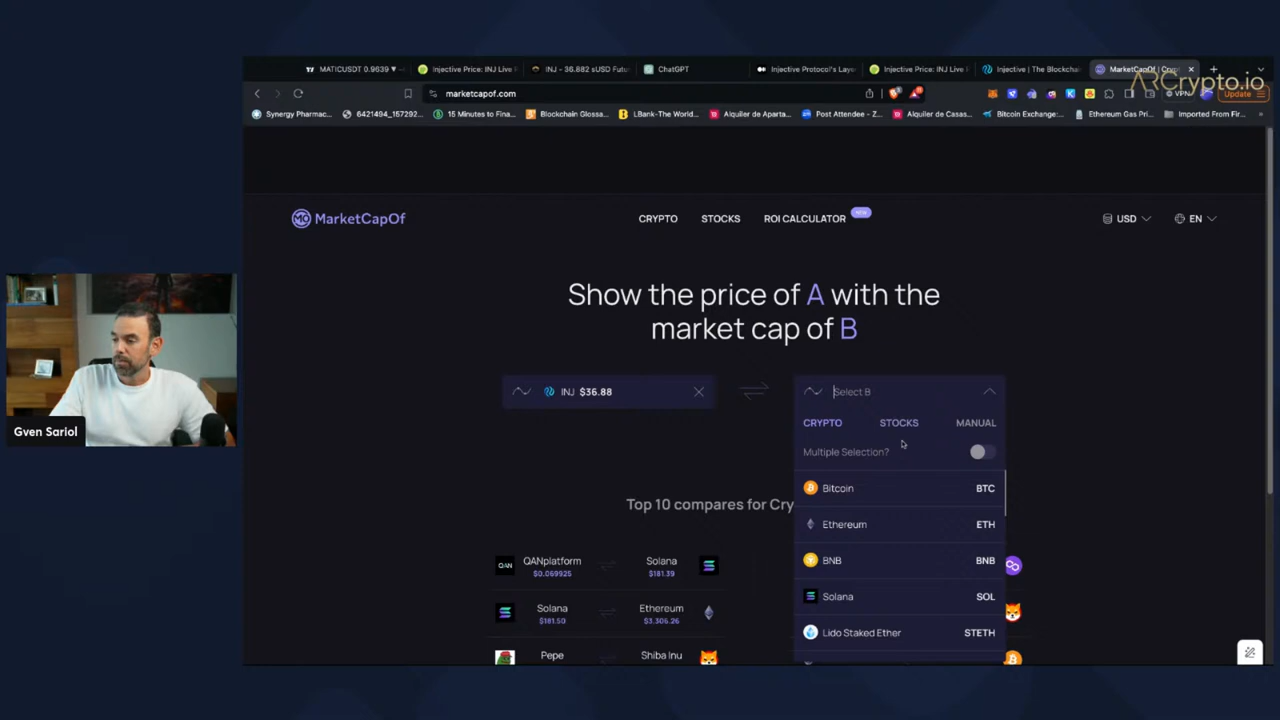 MATICUSDT 0.9639
Injective Price: INJ Live
INJ - 36.882 sUSD Futu
ChatGPT
Injective Protocol's Laye
Injective Price: INJ Live
Injective | The Blockchai
MarketCapOf | Cryp
ARCrypto.io
marketcapof.com
VPN
Update
Synergy Pharmac...
6421494_157292...
15 Minutes to Fina...
Blockchain Glossa...
LBank-The World...
Alquiler de Aparta...
Post Attendee - Z...
Alquiler de Casas...
Bitcoin Exchange:...
Ethereum Gas Pri...
Imported From Fir...
MarketCapOf
CRYPTO
STOCKS
ROI CALCULATOR
NEW
USD
EN
Show the price of A with the
market cap of B
INJ $36.88
Select B
CRYPTO
STOCKS
MANUAL
Multiple Selection?
Bitcoin BTC
Ethereum ETH
BNB BNB
Solana SOL
Lido Staked Ether STETH
Top 10 compares for Cry
QAN
QANplatform
$0.069925
Solana
$181.39
Solana
$181.50
Ethereum
$3,306.26
Pepe
Shiba Inu
Gven Sariol